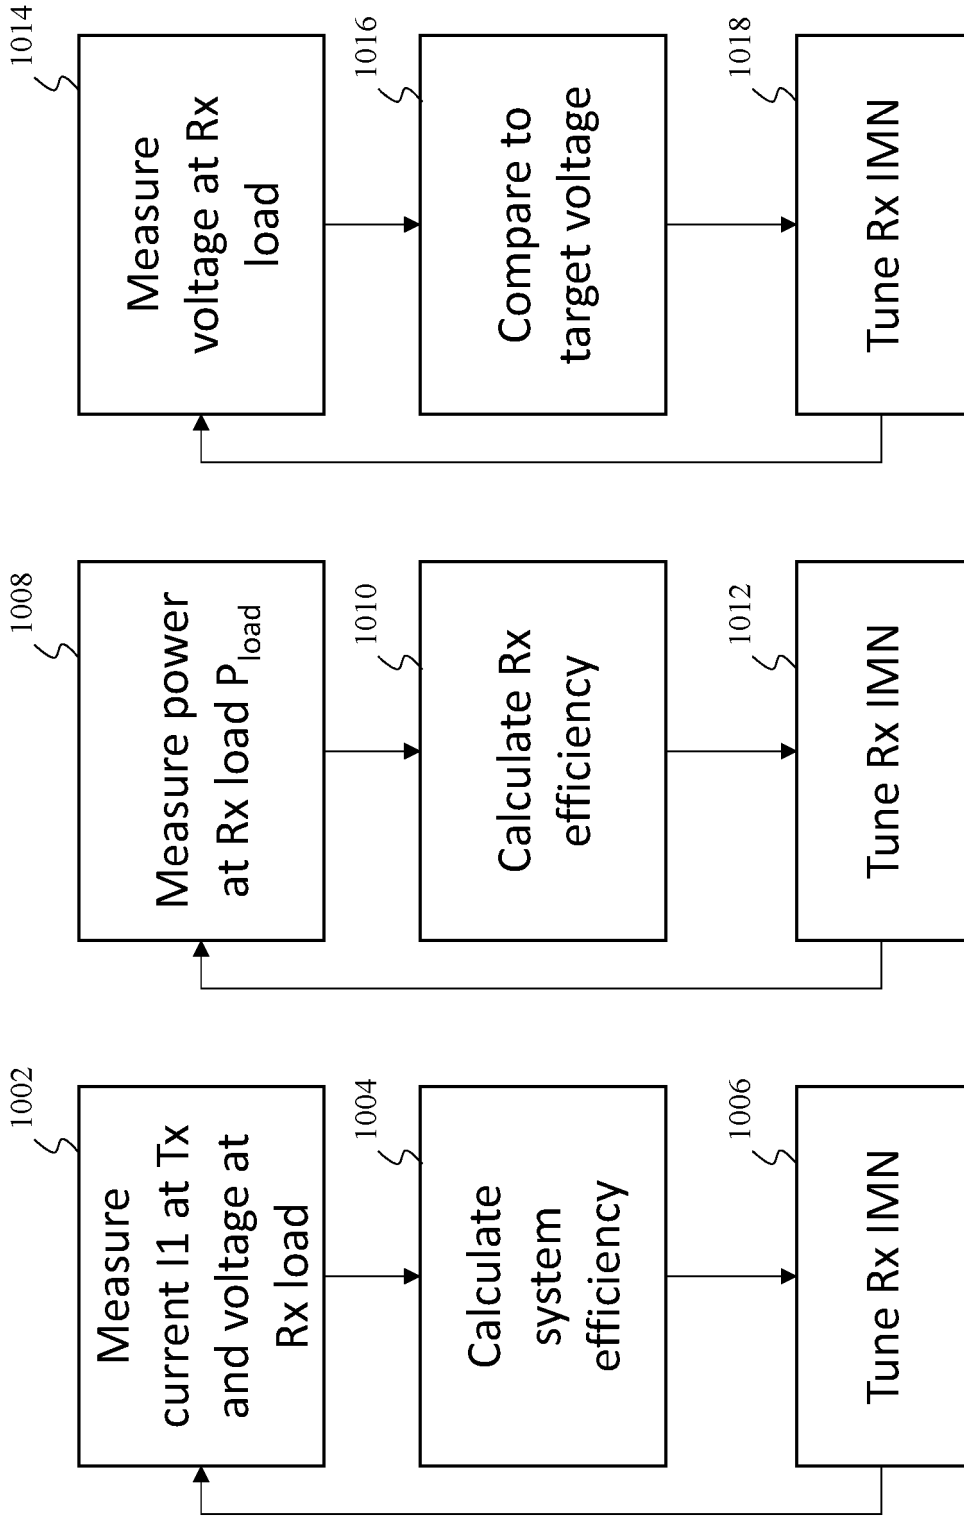 1002
Measure
current I1 at Tx
and voltage at
Rx load
1004
Calculate
system
efficiency
1006
Tune Rx IMN
1008
Measure power
at Rx load Pload
1010
Calculate Rx
efficiency
1012
Tune Rx IMN
1014
Measure
voltage at Rx
load
1016
Compare to
target voltage
1018
Tune Rx IMN